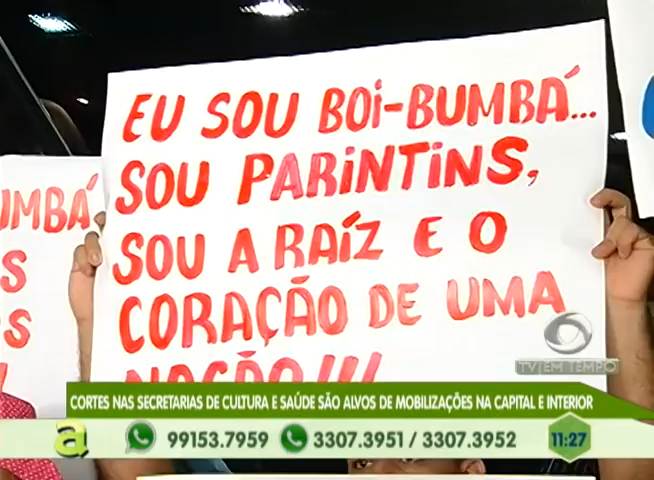 EU SOU BOI-BUMBÁ...
SOU PARINTINS,
SOU A RAÍZ E O
CORAÇÃO DE UMA
NAÇÃO!!!
UMBÁ
S
S
!
TV EM TEMPO
CORTES NAS SECRETARIAS DE CULTURA E SAÚDE SÃO ALVOS DE MOBILIZAÇÕES NA CAPITAL E INTERIOR
a 99153.7959 3307.3951 / 3307.3952 11:27